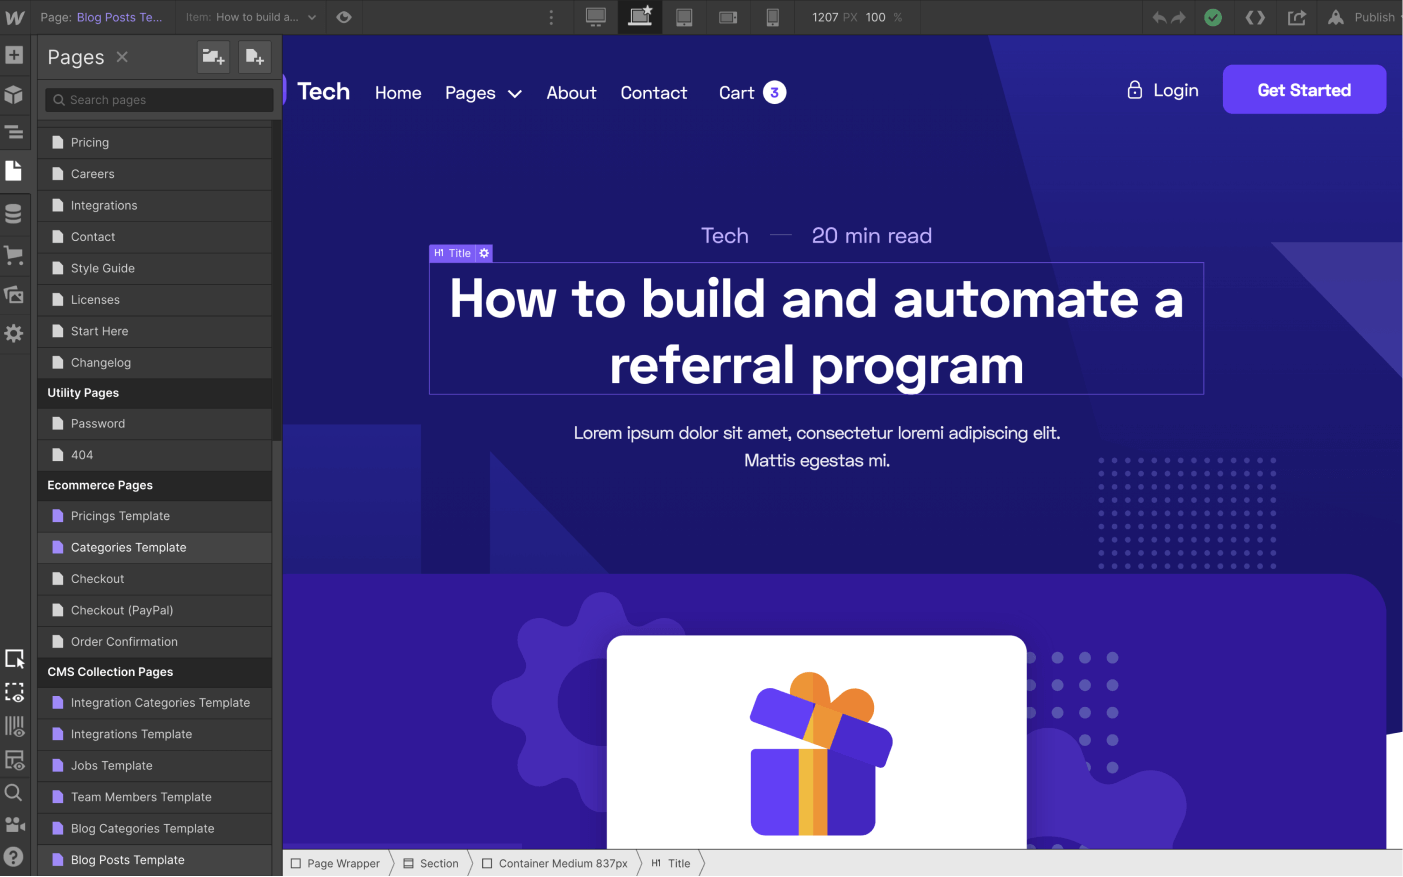 Page: Blog Posts Te...
Item: How to build a...
1207 PX 100 %
Publish
Pages
Search pages
Pricing
Careers
Integrations
Contact
Style Guide
Licenses
Start Here
Changelog
Utility Pages
Password
404
Ecommerce Pages
Pricings Template
Categories Template
Checkout
Checkout (PayPal)
Order Confirmation
CMS Collection Pages
Integration Categories Template
Integrations Template
Jobs Template
Team Members Template
Blog Categories Template
Blog Posts Template
Tech
Home
Pages
About
Contact
Cart 3
Login
Get Started
Tech — 20 min read
H1 Title
How to build and automate a
referral program
Lorem ipsum dolor sit amet, consectetur loremi adipiscing elit.
Mattis egestas mi.
Page Wrapper
Section
Container Medium 837px
H1 Title